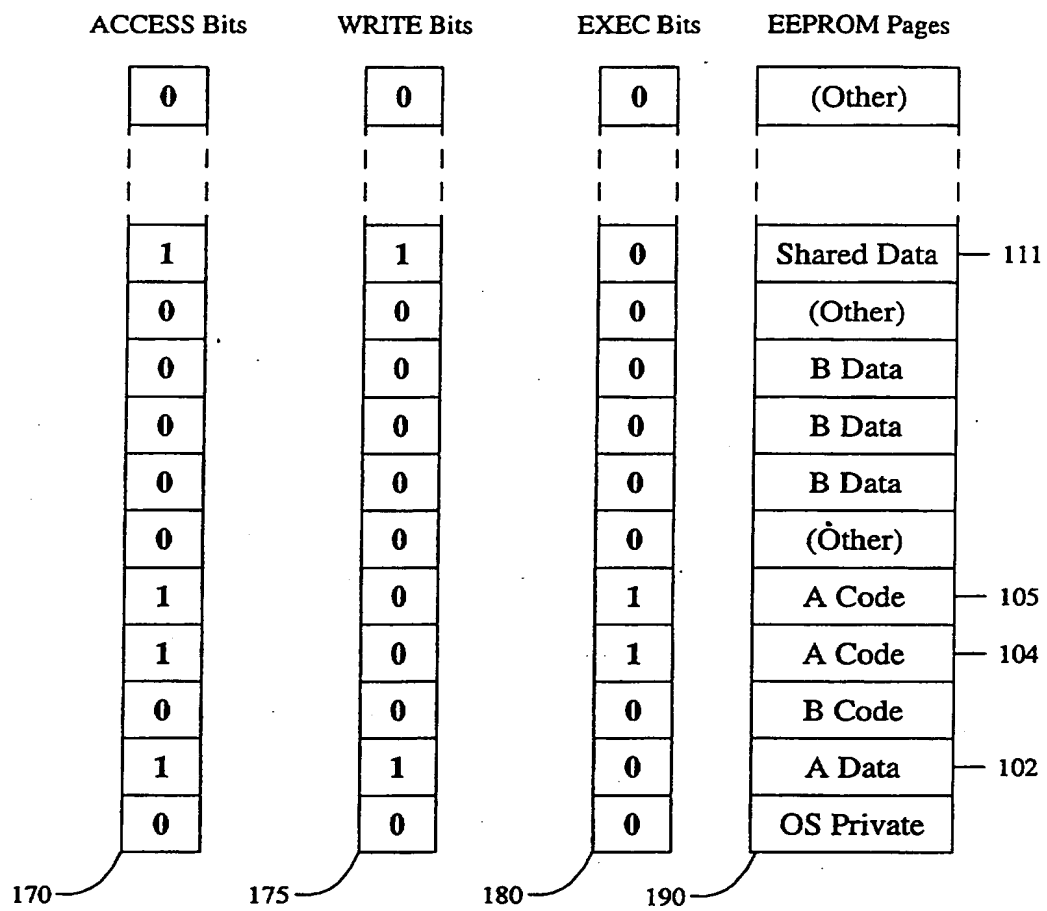 ACCESS Bits WRITE Bits EXEC Bits EEPROM Pages
0 0 0 (Other)
1 1 0 Shared Data 111
0 0 0 (Other)
0 0 0 B Data
0 0 0 B Data
0 0 0 B Data
0 0 0 (Other)
1 0 1 A Code 105
1 0 1 A Code 104
0 0 0 B Code
1 1 0 A Data 102
0 0 0 OS Private
170 175 180 190